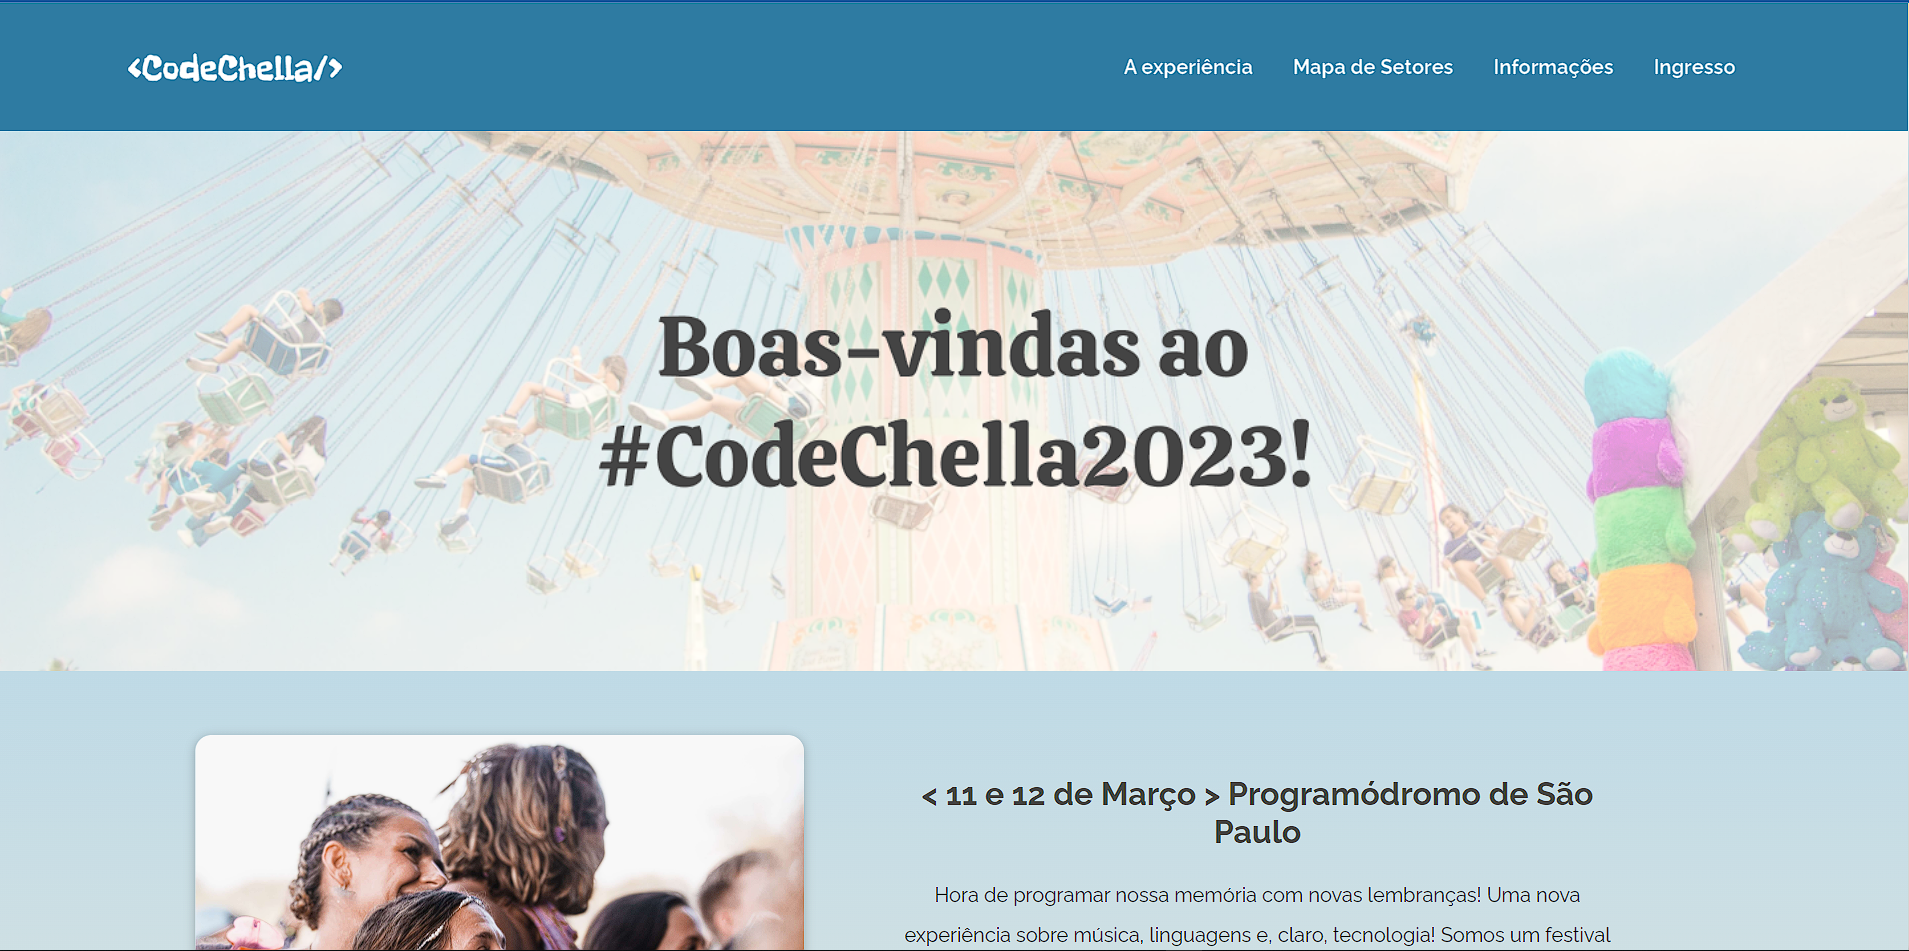 <CodeChella/>
A experiência
Mapa de Setores
Informações
Ingresso
Boas-vindas ao
#CodeChella2023!
< 11 e 12 de Março > Programódromo de São
Paulo
Hora de programar nossa memória com novas lembranças! Uma nova
experiência sobre música, linguagens e, claro, tecnologia! Somos um festival